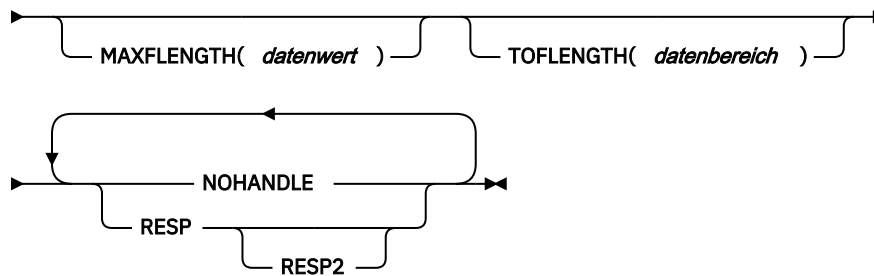 MAXFLENGTH( datenwert ) TOFLENGTH( datenbereich )
NOHANDLE
RESP
RESP2